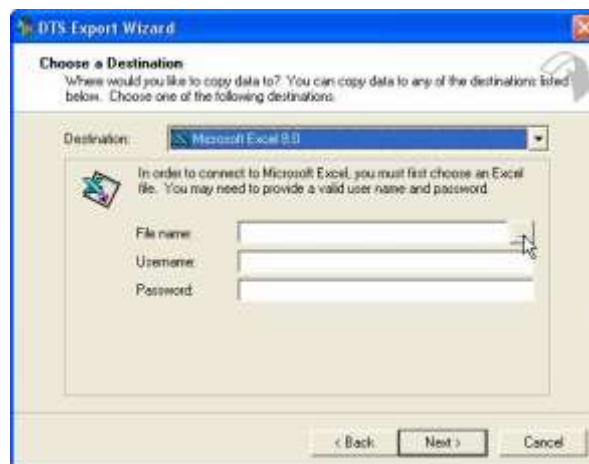 DTS Export Wizard
Choose a Destination
Where would you like to copy data to? You can copy data to any of the destinations listed
below. Choose one of the following destinations.
Destination: Microsoft Excel 8.0
In order to connect to Microsoft Excel, you must first choose an Excel
file. You may need to provide a valid user name and password.
File name:
Username:
Password:
< Back Next > Cancel